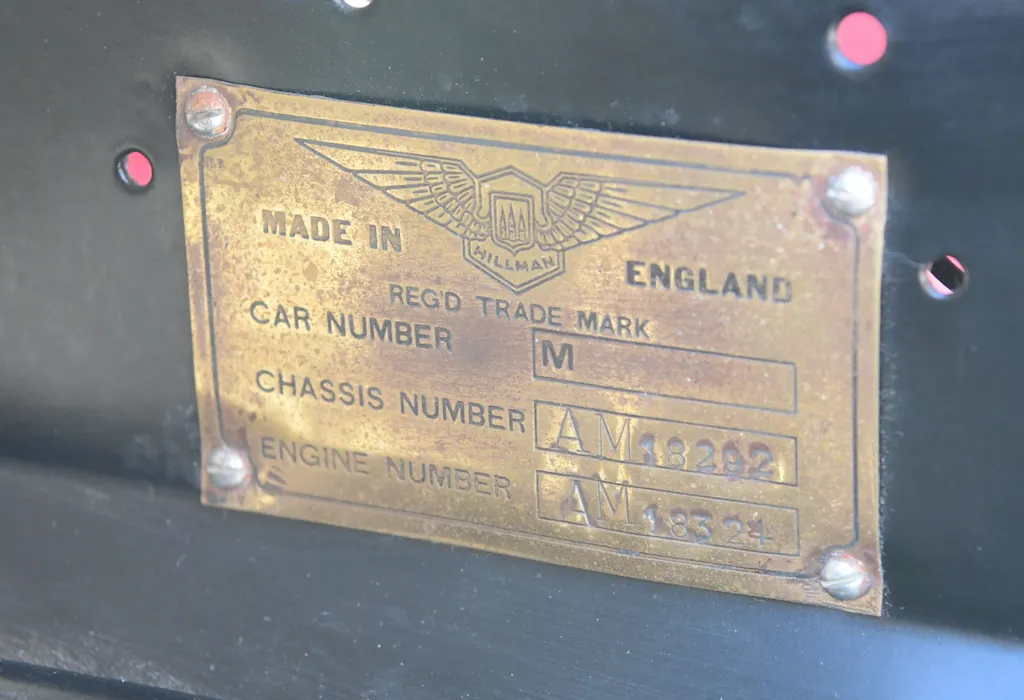 HILLMAN
MADE IN ENGLAND
REG'D TRADE MARK
CAR NUMBER M
CHASSIS NUMBER AM 18292
ENGINE NUMBER AM 18324